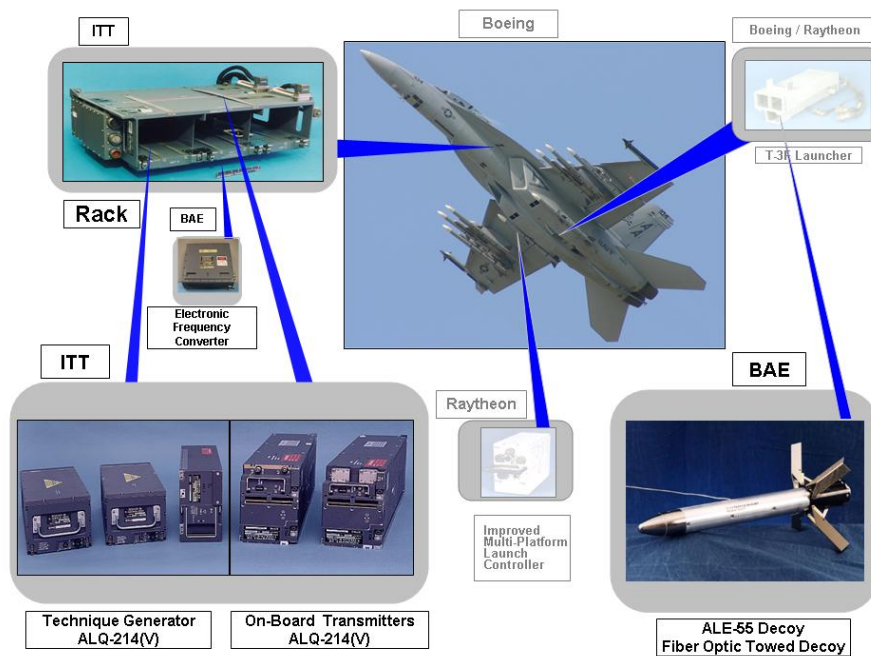 ITT
Boeing
Boeing / Raytheon
T-3F Launcher
Rack
BAE
Electronic
Frequency
Converter
ITT
Raytheon
BAE
Improved
Multi-Platform
Launch
Controller
Technique Generator
ALQ-214(V)
On-Board Transmitters
ALQ-214(V)
ALE-55 Decoy
Fiber Optic Towed Decoy